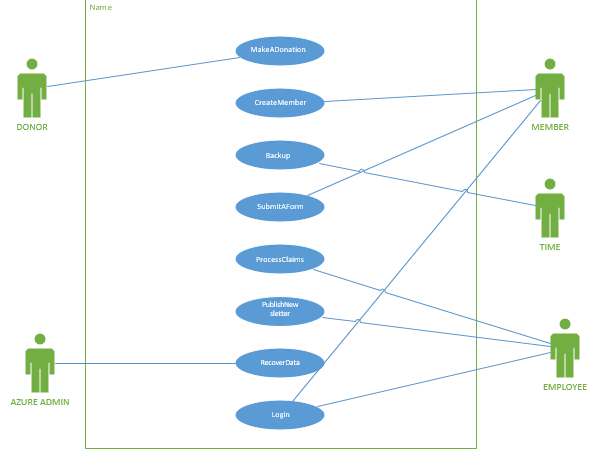 Name
MakeADonation
CreateMember
Backup
SubmitAForm
ProcessClaims
PublishNew
sletter
RecoverData
Login
DONOR
AZURE ADMIN
MEMBER
TIME
EMPLOYEE